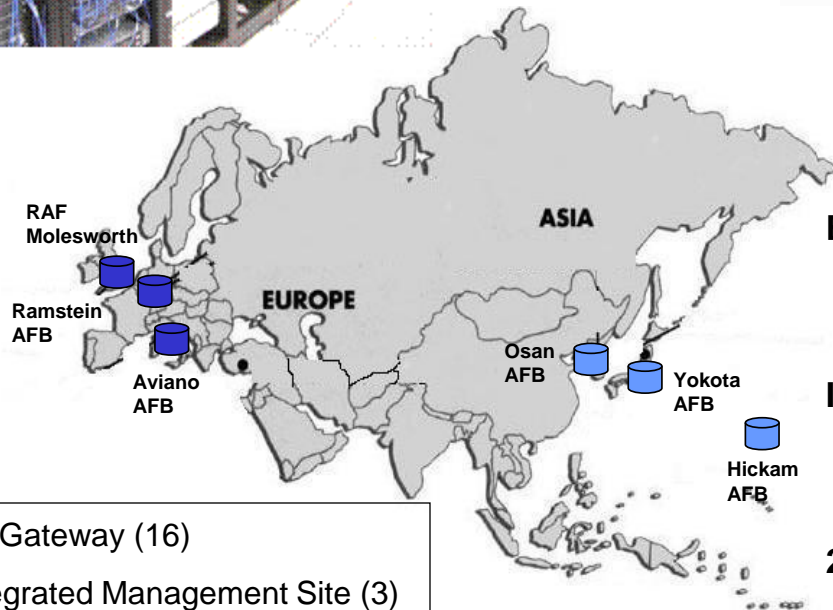 ASIA
RAF
Molesworth
EUROPE
Ramstein
AFB
Osan
AFB
Aviano
AFB
Yokota
AFB
Hickam
AFB
Gateway (16)
egrated Management Site (3)
2